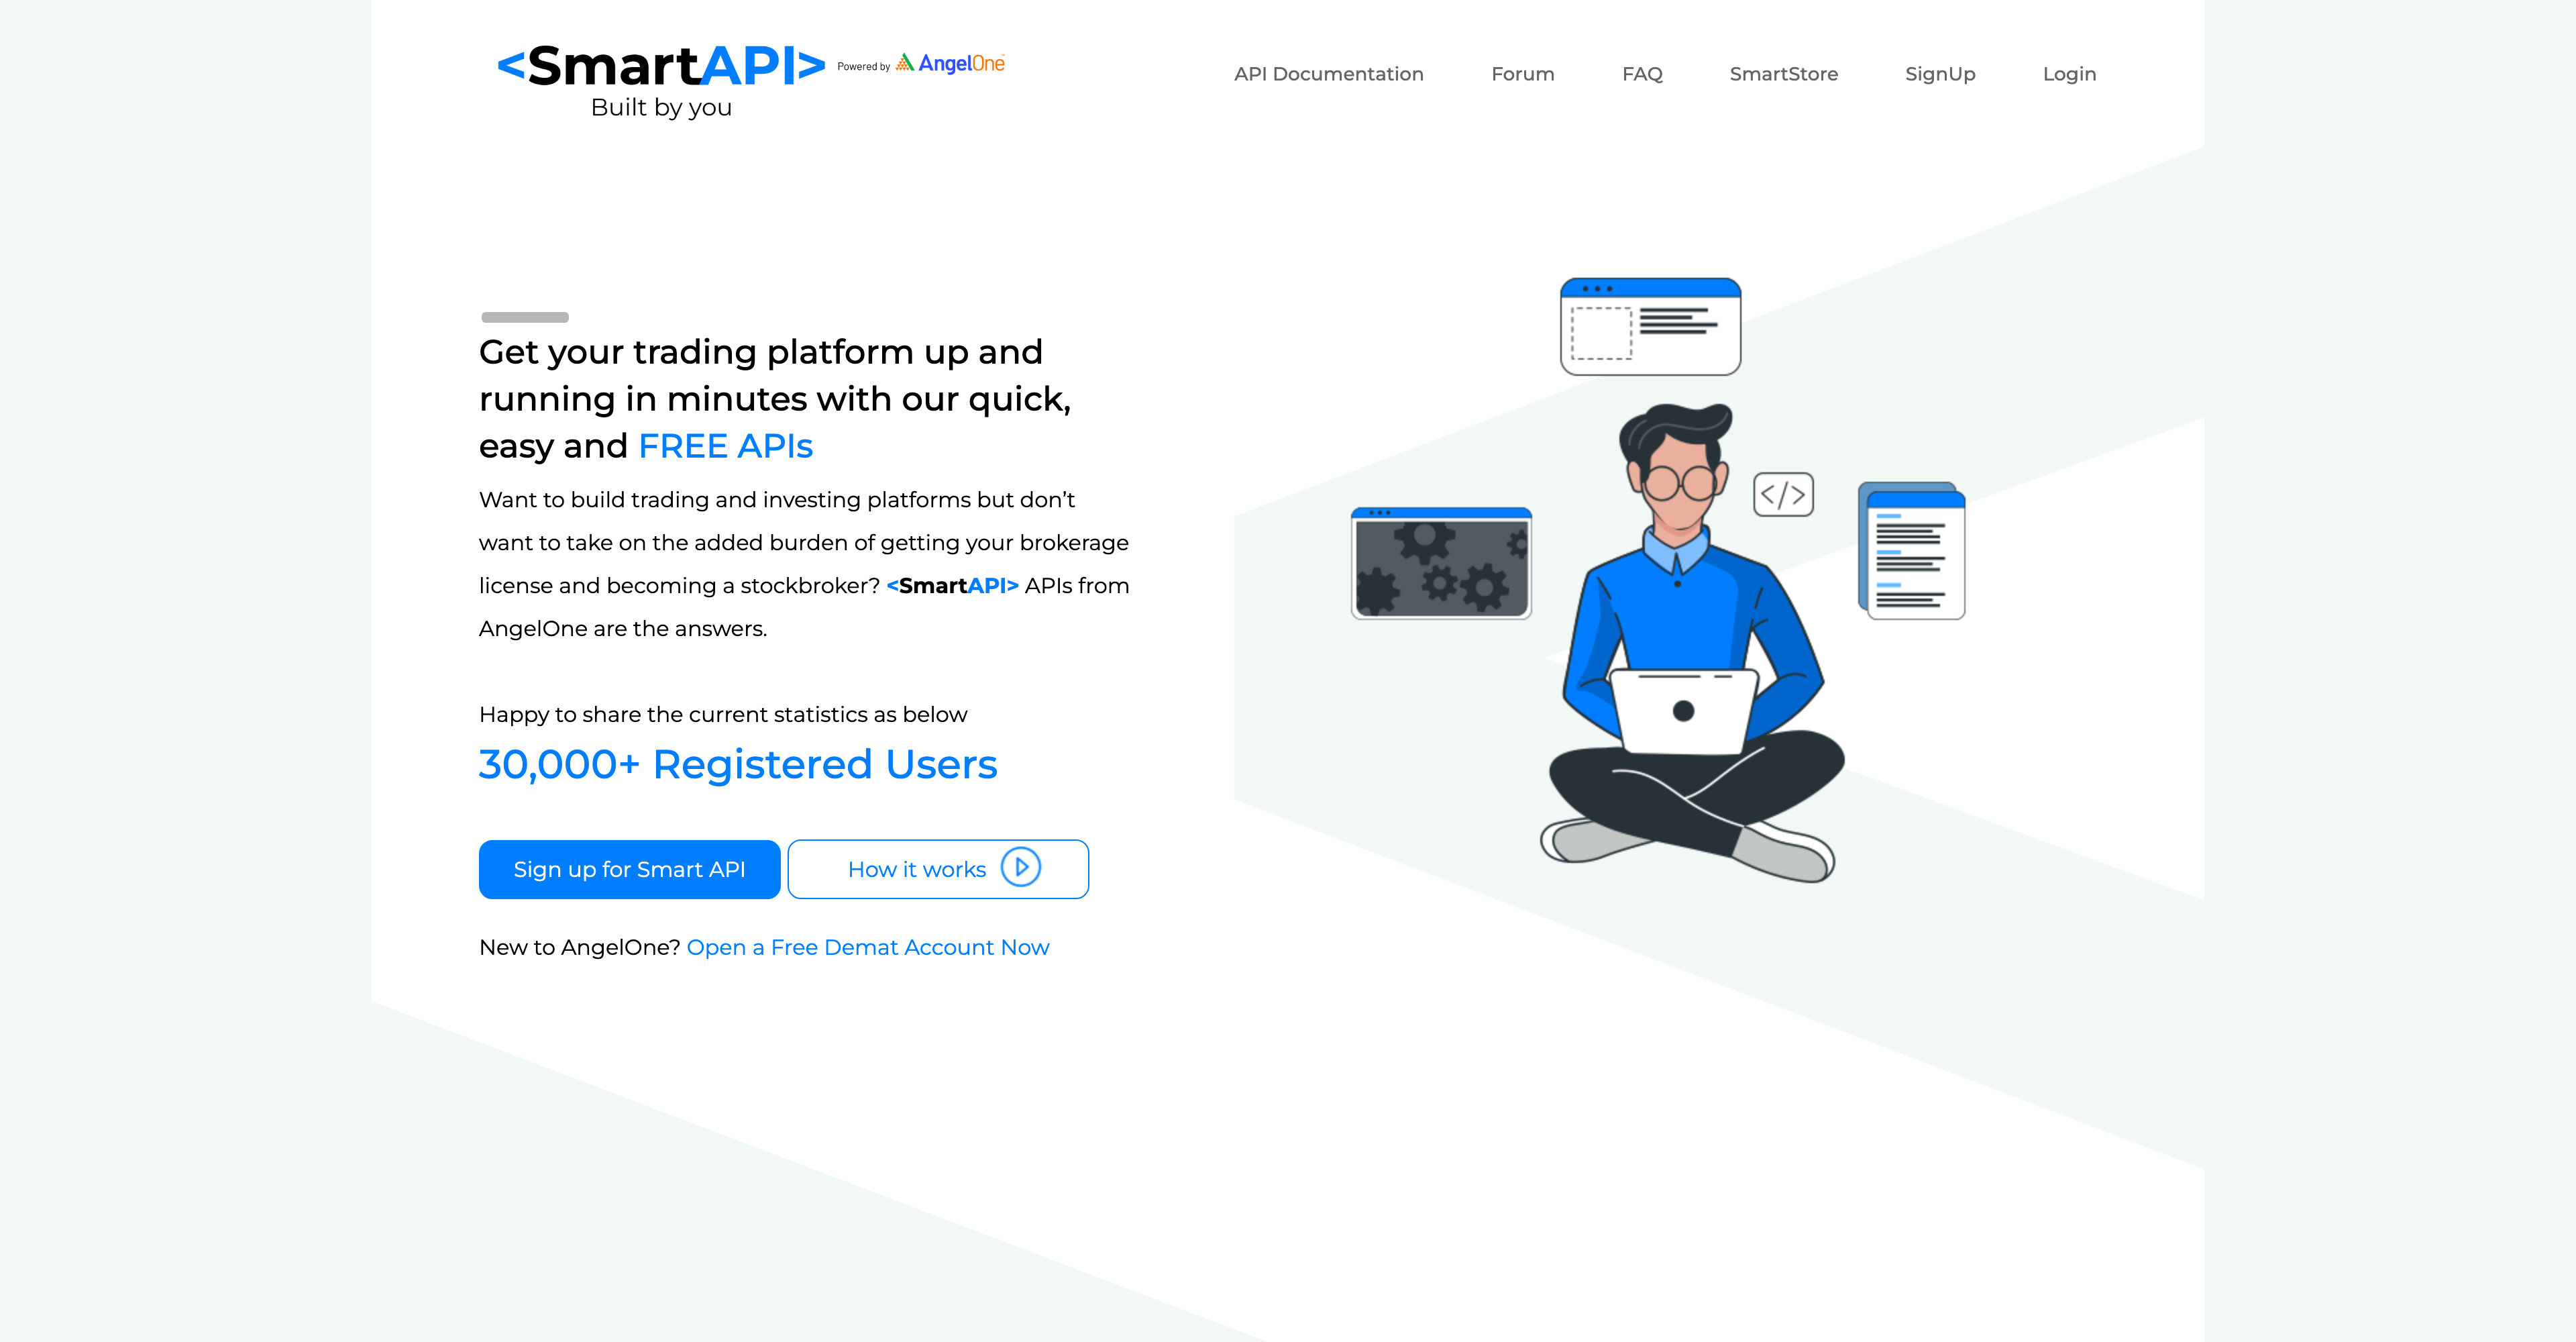 <SmartAPI> Powered by AngelOne
Built by you
API Documentation Forum FAQ SmartStore SignUp Login
Get your trading platform up and
running in minutes with our quick,
easy and FREE APIs
Want to build trading and investing platforms but don’t
want to take on the added burden of getting your brokerage
license and becoming a stockbroker? <SmartAPI> APIs from
AngelOne are the answers.
Happy to share the current statistics as below
30,000+ Registered Users
Sign up for Smart API
How it works
New to AngelOne? Open a Free Demat Account Now
</>